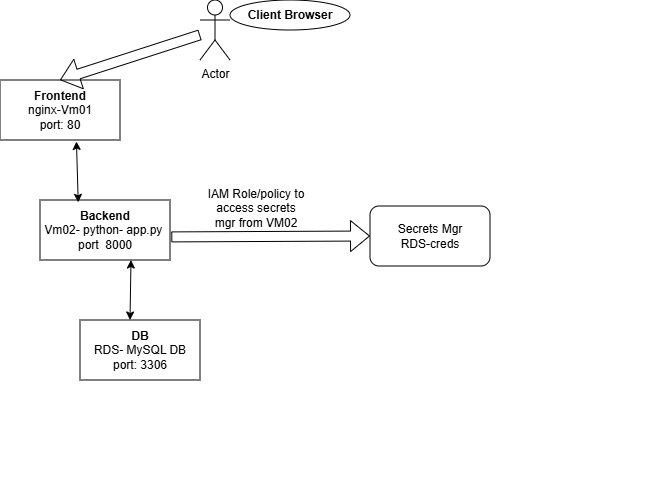 Client Browser
Actor
Frontend
nginx-Vm01
port: 80
IAM Role/policy to
access secrets
mgr from VM02
Backend
Vm02- python- app.py
port  8000
Secrets Mgr
RDS-creds
DB
RDS- MySQL DB
port: 3306